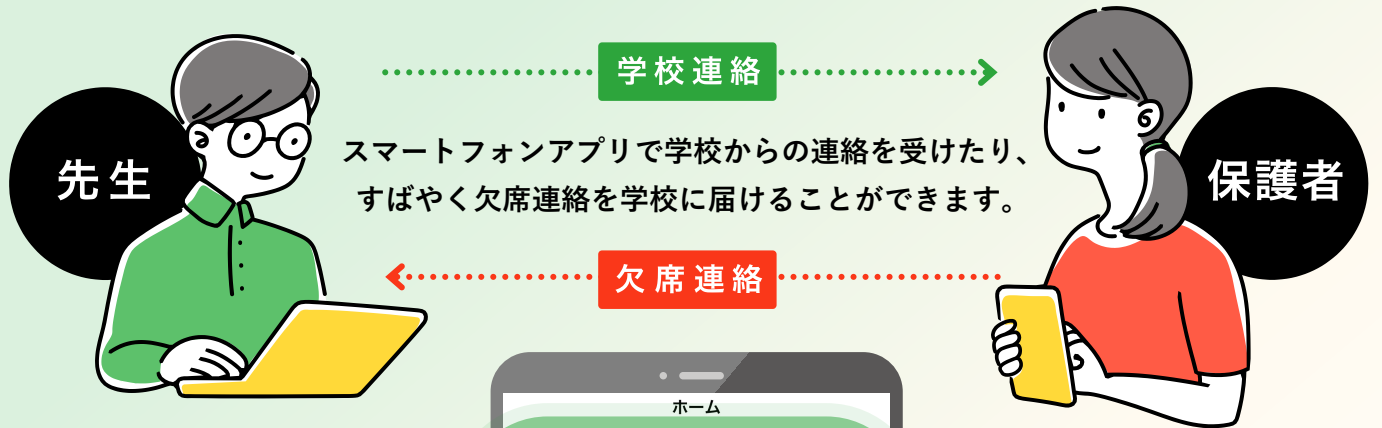 学校連絡
先生
スマートフォンアプリで学校からの連絡を受けたり、
すばやく欠席連絡を学校に届けることができます。
保護者
欠席連絡
ホーム